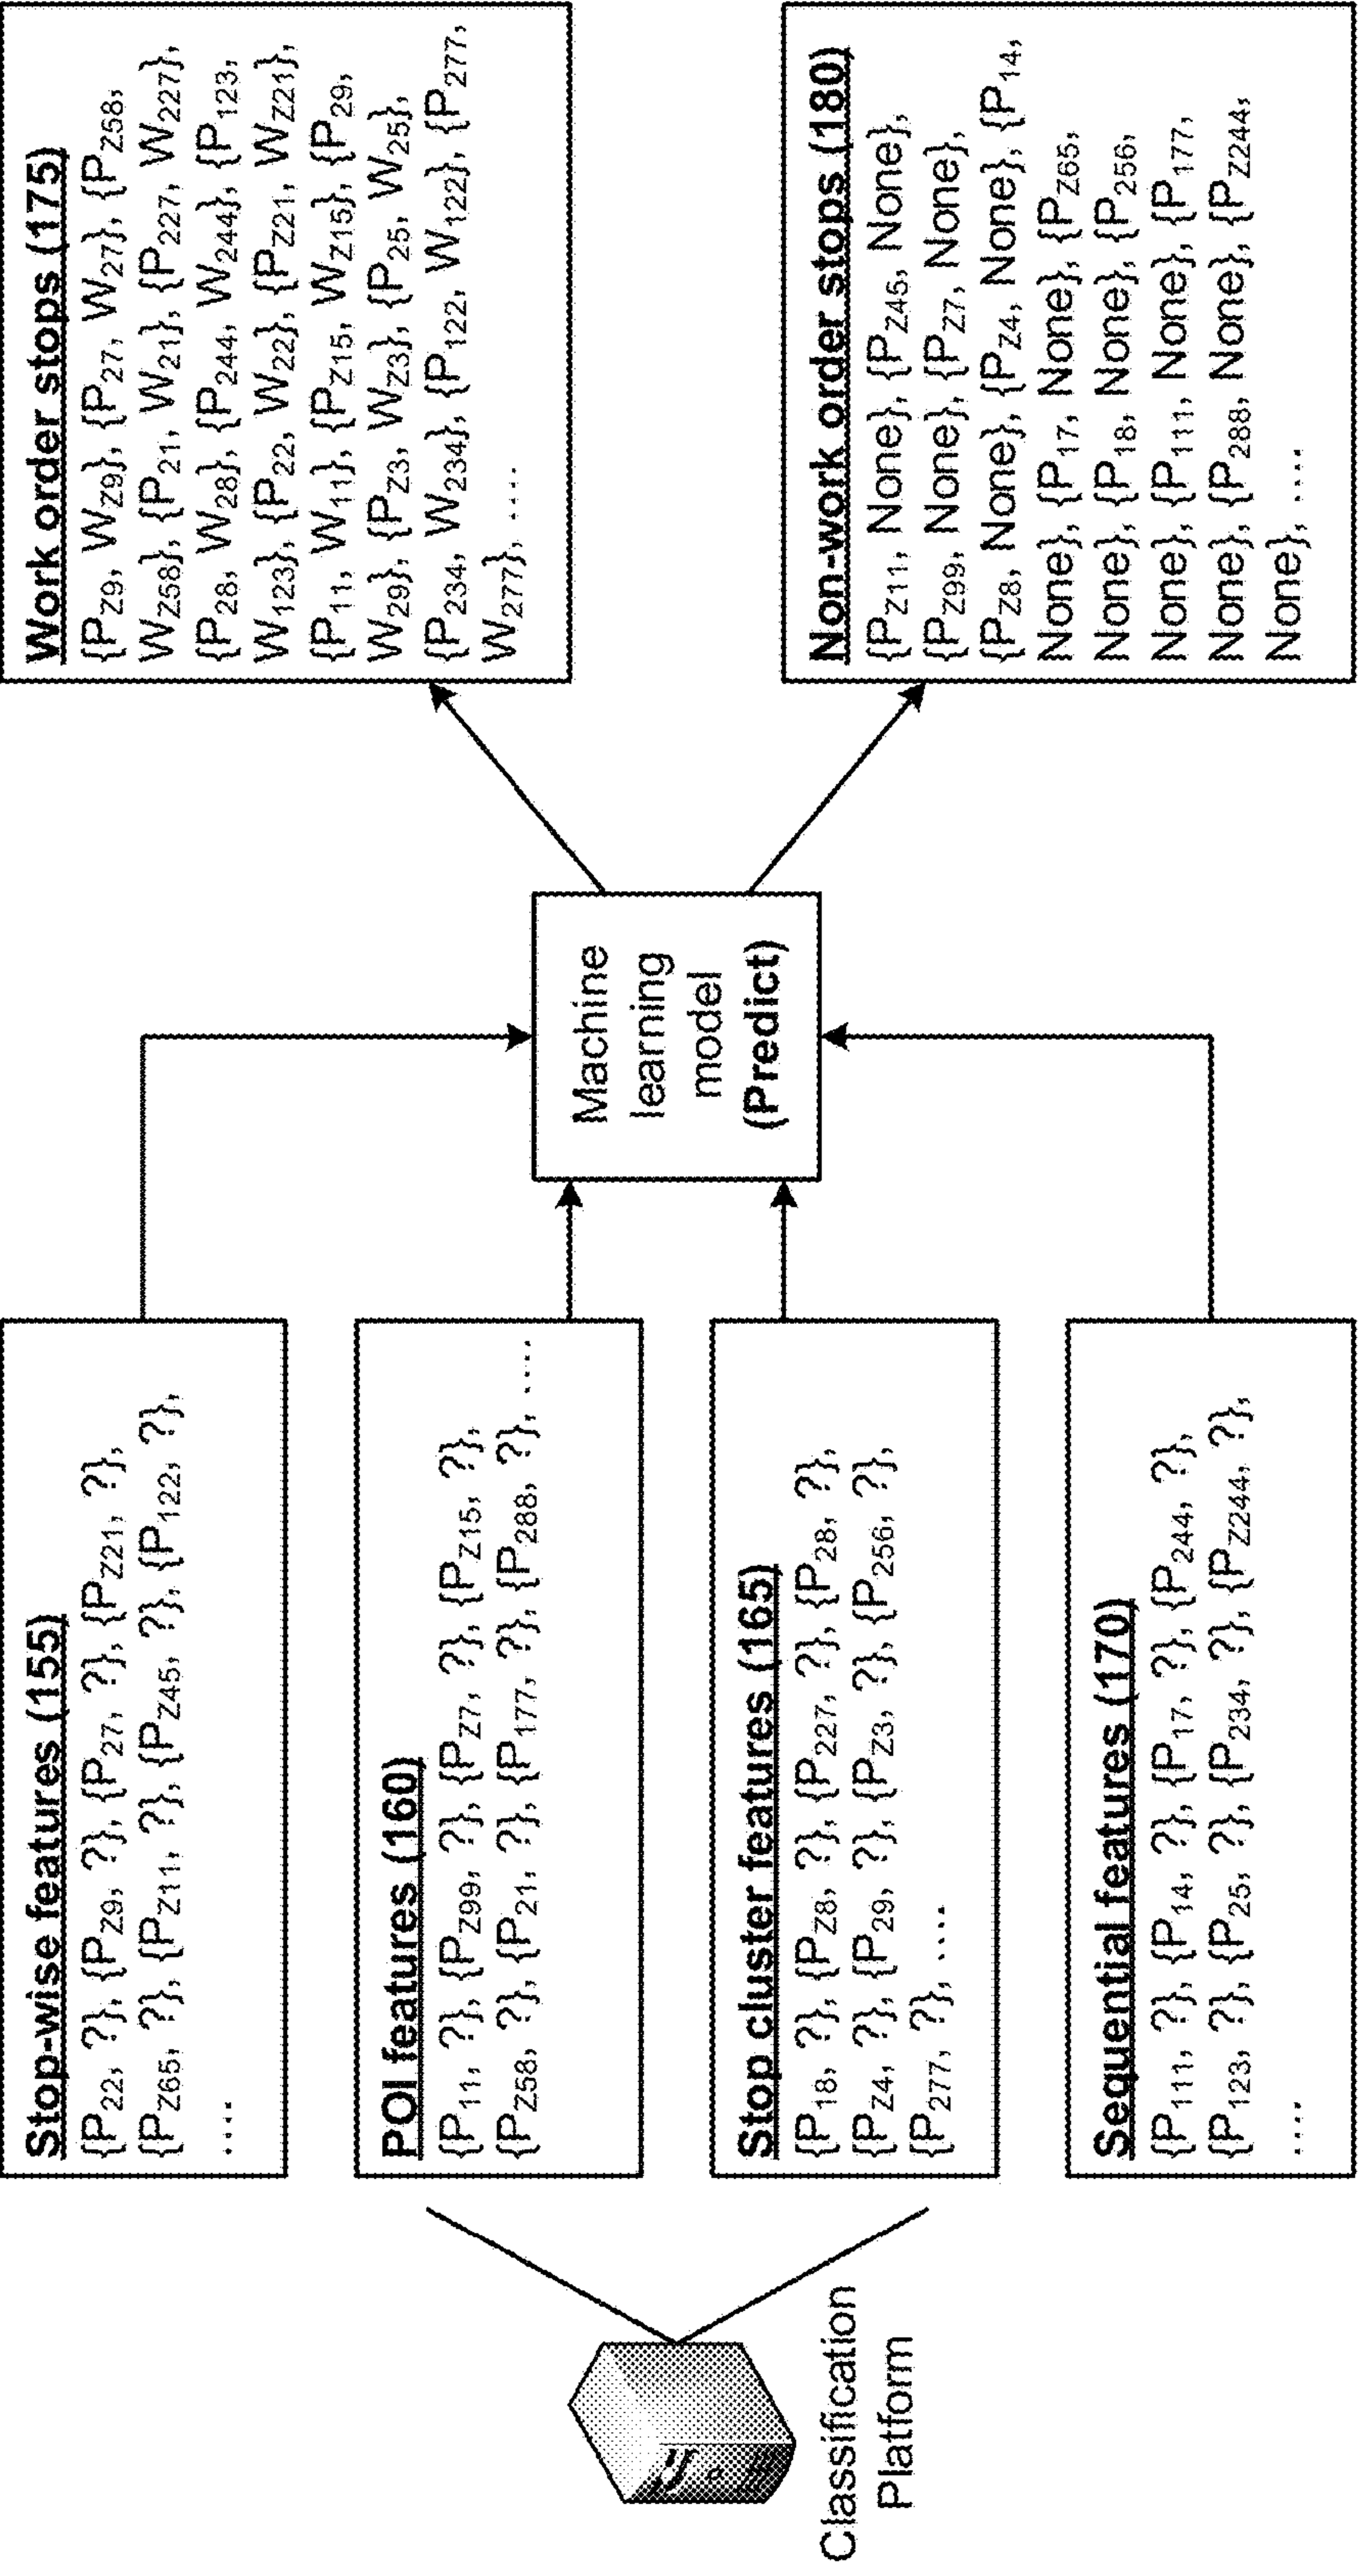 Classification
Platform
Stop-wise features (155)
{P22, ?}, {PZ9, ?}, {P27, ?}, {PZ21, ?},
{PZ65, ?}, {PZ11, ?}, {PZ45, ?}, {P122, ?},
....
POI features (160)
{P11, ?}, {PZ99, ?}, {PZ7, ?}, {PZ15, ?},
{PZ58, ?}, {P21, ?}, {P177, ?}, {P288, ?}, ....
Stop cluster features (165)
{P18, ?}, {PZ8, ?}, {P227, ?}, {P28, ?},
{PZ4, ?}, {P29, ?}, {PZ3, ?}, {P256, ?},
{P277, ?}, ....
Sequential features (170)
{P111, ?}, {P14, ?}, {P17, ?}, {P244, ?},
{P123, ?}, {P25, ?}, {P234, ?}, {PZ244, ?},
....
Machine
learning
model
(Predict)
Work order stops (175)
{PZ9, WZ9}, {P27, W27}, {PZ58,
WZ58}, {P21, W21}, {P227, W227},
{P28, W28}, {P244, W244}, {P123,
W123}, {P22, W22}, {PZ21, WZ21},
{P11, W11}, {PZ15, WZ15}, {P29,
W29}, {PZ3, WZ3}, {P25, W25},
{P234, W234}, {P122, W122}, {P277,
W277}, ....
Non-work order stops (180)
{PZ11, None}, {PZ45, None},
{PZ99, None}, {PZ7, None},
{PZ8, None}, {PZ4, None}, {P14,
None}, {P17, None}, {PZ65,
None}, {P18, None}, {P256,
None}, {P111, None}, {P177,
None}, {P288, None}, {PZ244,
None}, ....